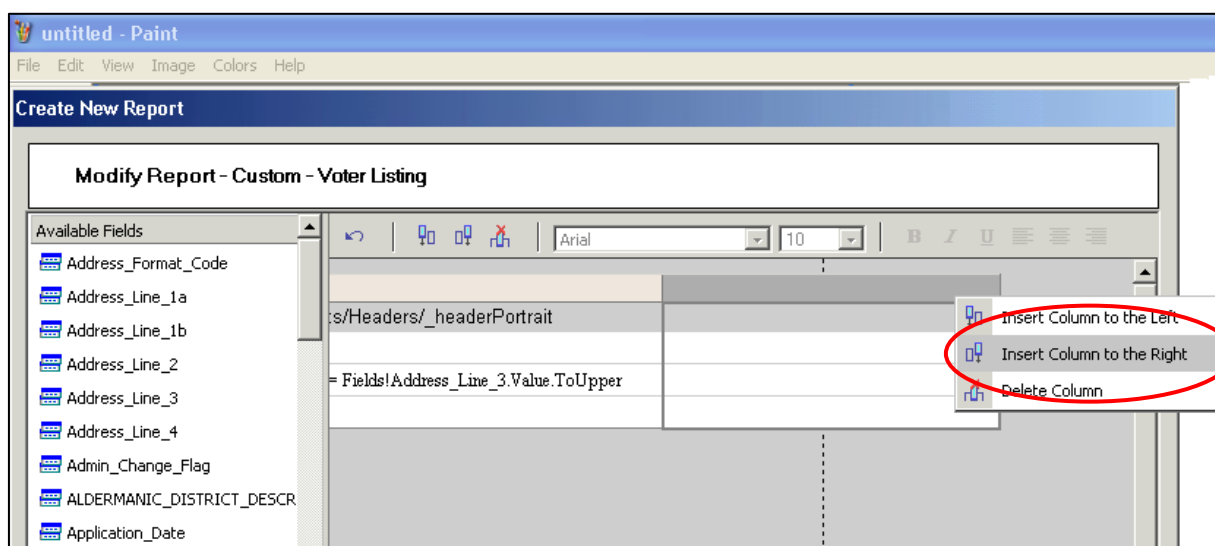 untitled - Paint
File Edit View Image Colors Help
Create New Report
Modify Report - Custom - Voter Listing
Available Fields
Arial 10 B I U
Address_Format_Code
Address_Line_1a
Address_Line_1b
Address_Line_2
Address_Line_3
Address_Line_4
Admin_Change_Flag
ALDERMANIC_DISTRICT_DESCR
Application_Date
:s/Headers/_headerPortrait
= Fields!Address_Line_3.Value.ToUpper
Insert Column to the Left
Insert Column to the Right
Delete Column